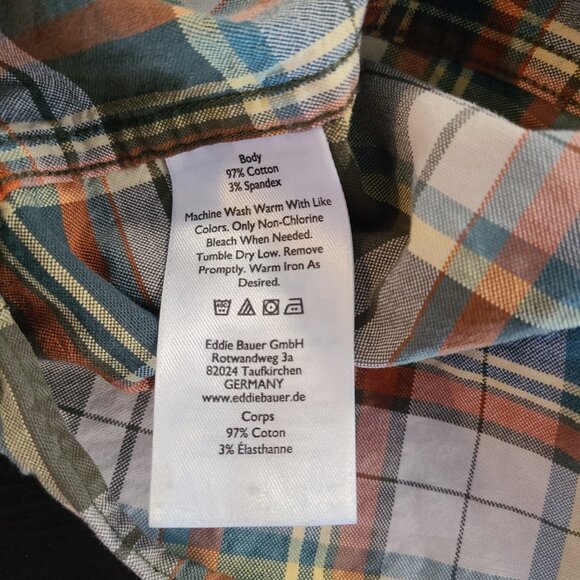 Body
97% Cotton
3% Spandex
Machine Wash Warm With Like
Colors. Only Non-Chlorine
Bleach When Needed.
Tumble Dry Low. Remove
Promptly. Warm Iron As
Desired.
Eddie Bauer GmbH
Rotwandweg 3a
82024 Taufkirchen
GERMANY
www.eddiebauer.de
Corps
97% Coton
3% Élasthanne